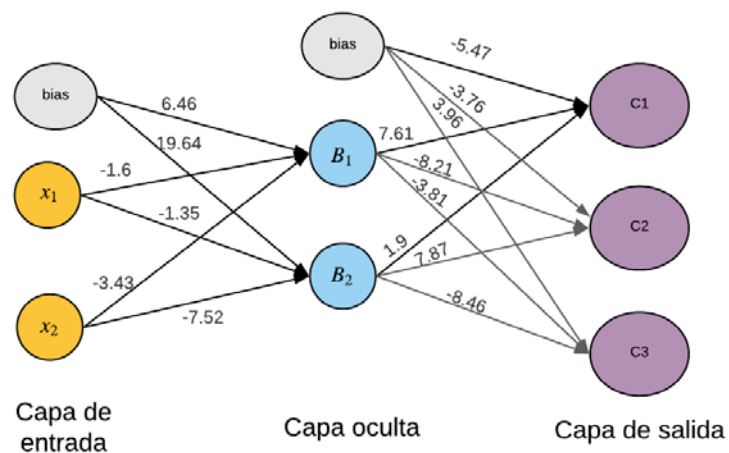 bias
-5.47
bias
6.46
-3.76
3.96
C1
19.64
7.61
B₁
-1.6
x₁
-8.21
-3.81
-1.35
C2
1.9
7.87
B₂
-3.43
x₂
-7.52
-8.46
C3
Capa de
entrada
Capa oculta
Capa de salida